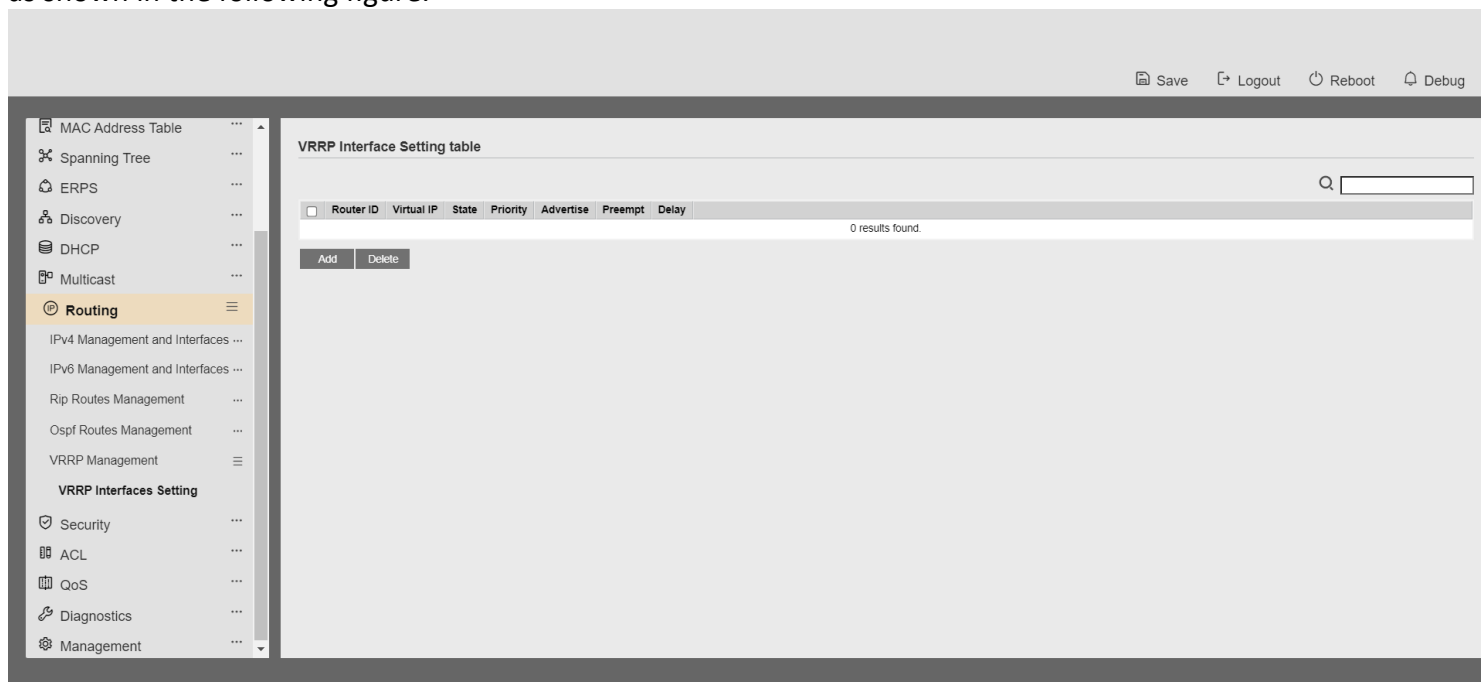 as shown in the following figure.
Save Logout Reboot Debug
MAC Address Table ...
Spanning Tree ...
ERPS ...
Discovery ...
DHCP ...
Multicast ...
IP Routing
IPv4 Management and Interfaces ...
IPv6 Management and Interfaces ...
Rip Routes Management ...
Ospf Routes Management ...
VRRP Management
VRRP Interfaces Setting
Security ...
ACL ...
QoS ...
Diagnostics ...
Management ...
VRRP Interface Setting table
Router ID Virtual IP State Priority Advertise Preempt Delay
0 results found.
Add Delete